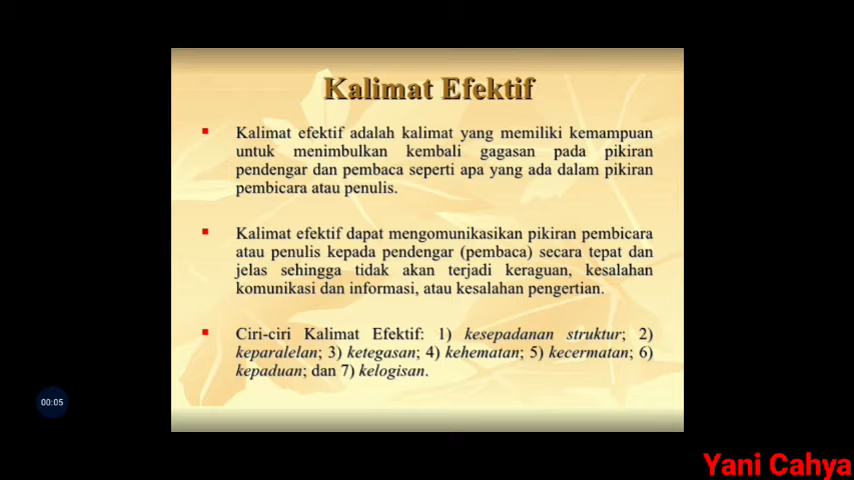 Kalimat Efektif
Kalimat efektif adalah kalimat yang memiliki kemampuan
untuk menimbulkan kembali gagasan pada pikiran
pendengar dan pembaca seperti apa yang ada dalam pikiran
pembicara atau penulis.
Kalimat efektif dapat mengomunikasikan pikiran pembicara
atau penulis kepada pendengar (pembaca) secara tepat dan
jelas sehingga tidak akan terjadi keraguan, kesalahan
komunikasi dan informasi, atau kesalahan pengertian.
Ciri-ciri Kalimat Efektif: 1) kesepadanan struktur; 2)
keparalelan; 3) ketegasan; 4) kehematan; 5) kecermatan; 6)
kepaduan; dan 7) kelogisan.
00:05
Yani Cahya